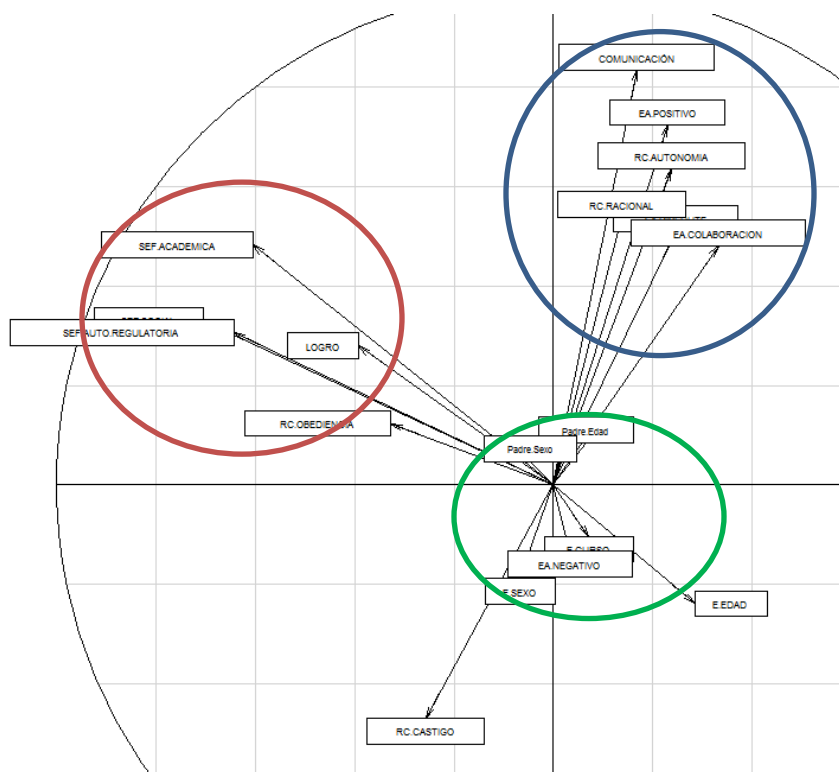 COMUNICACIÓN
EA.POSITIVO
RC.AUTONOMIA
RC.RACIONAL
EA.COLABORACION
SEF.ACADEMICA
SEF.AUTO.REGULATORIA
LOGRO
RC.OBEDIENCIA
Padre.Edad
Padre.Sexo
E.CURSO
EA.NEGATIVO
E.SEXO
E.EDAD
RC.CASTIGO